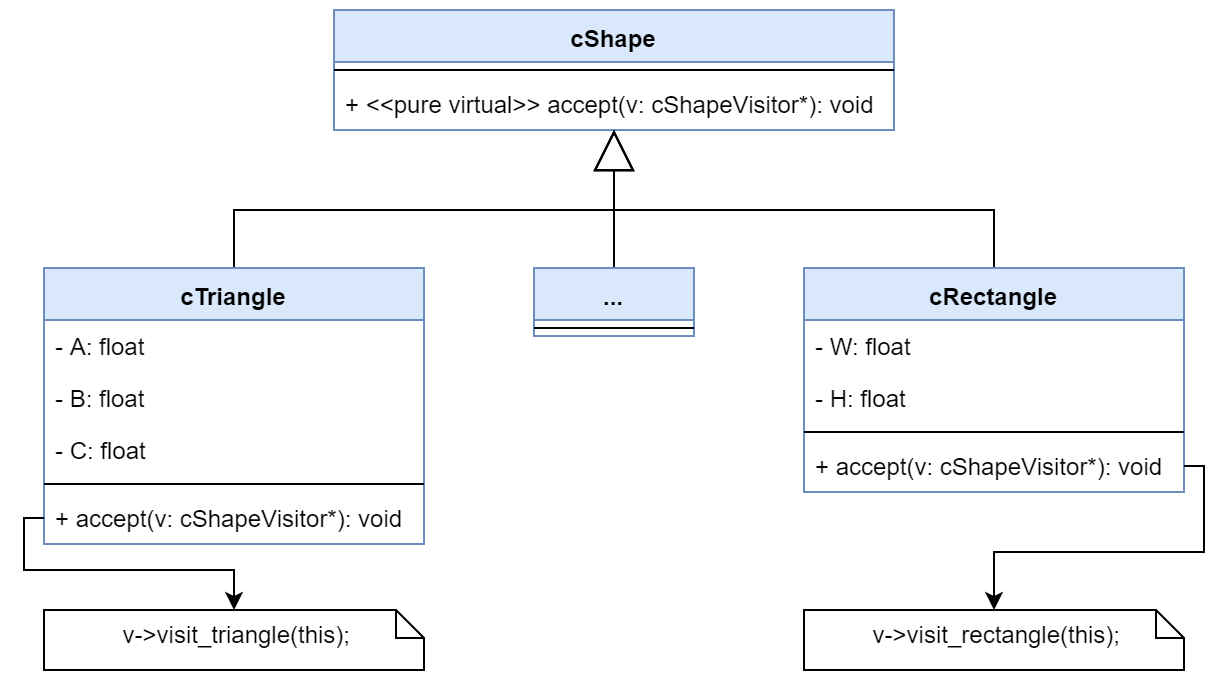 cShape
+ <<pure virtual>> accept(v: cShapeVisitor*): void
cTriangle
- A: float
- B: float
- C: float
+ accept(v: cShapeVisitor*): void
v->visit_triangle(this);
...
cRectangle
- W: float
- H: float
+ accept(v: cShapeVisitor*): void
v->visit_rectangle(this);